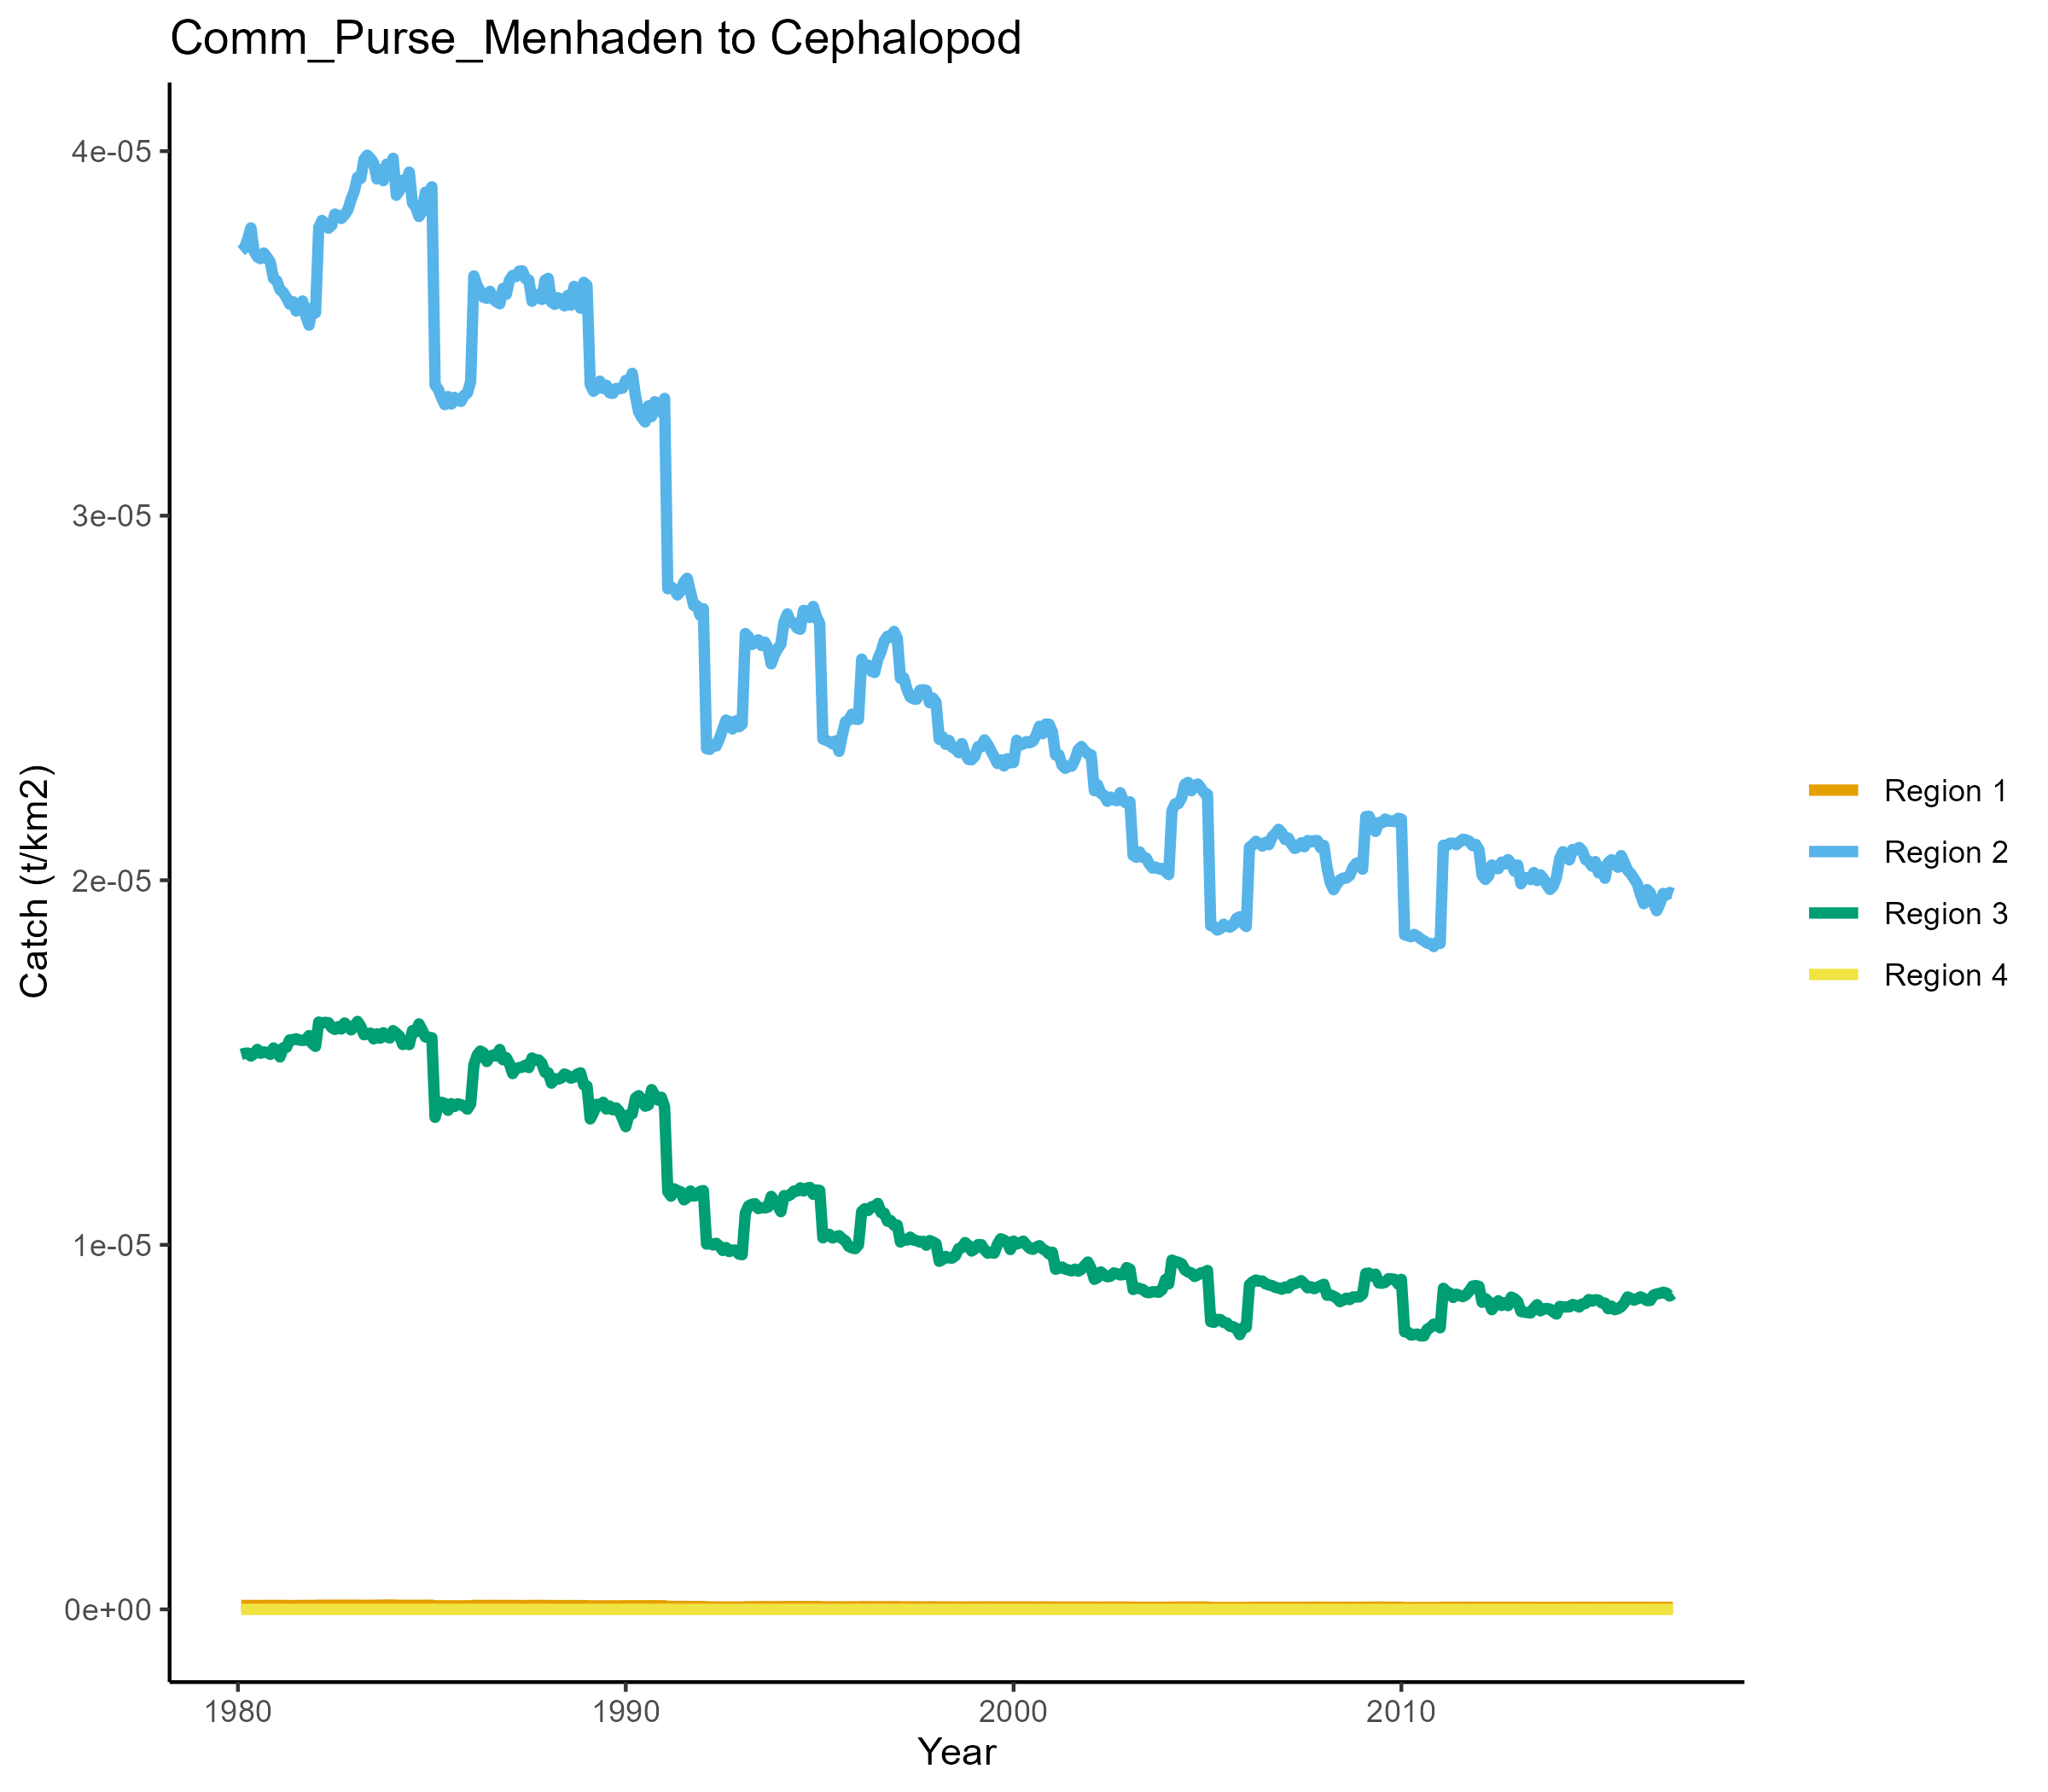 Comm_Purse_Menhaden to Cephalopod
4e-05
3e-05
2e-05
1e-05
0e+00
Catch (t/km2)
1980
1990
2000
2010
Year
Region 1
Region 2
Region 3
Region 4